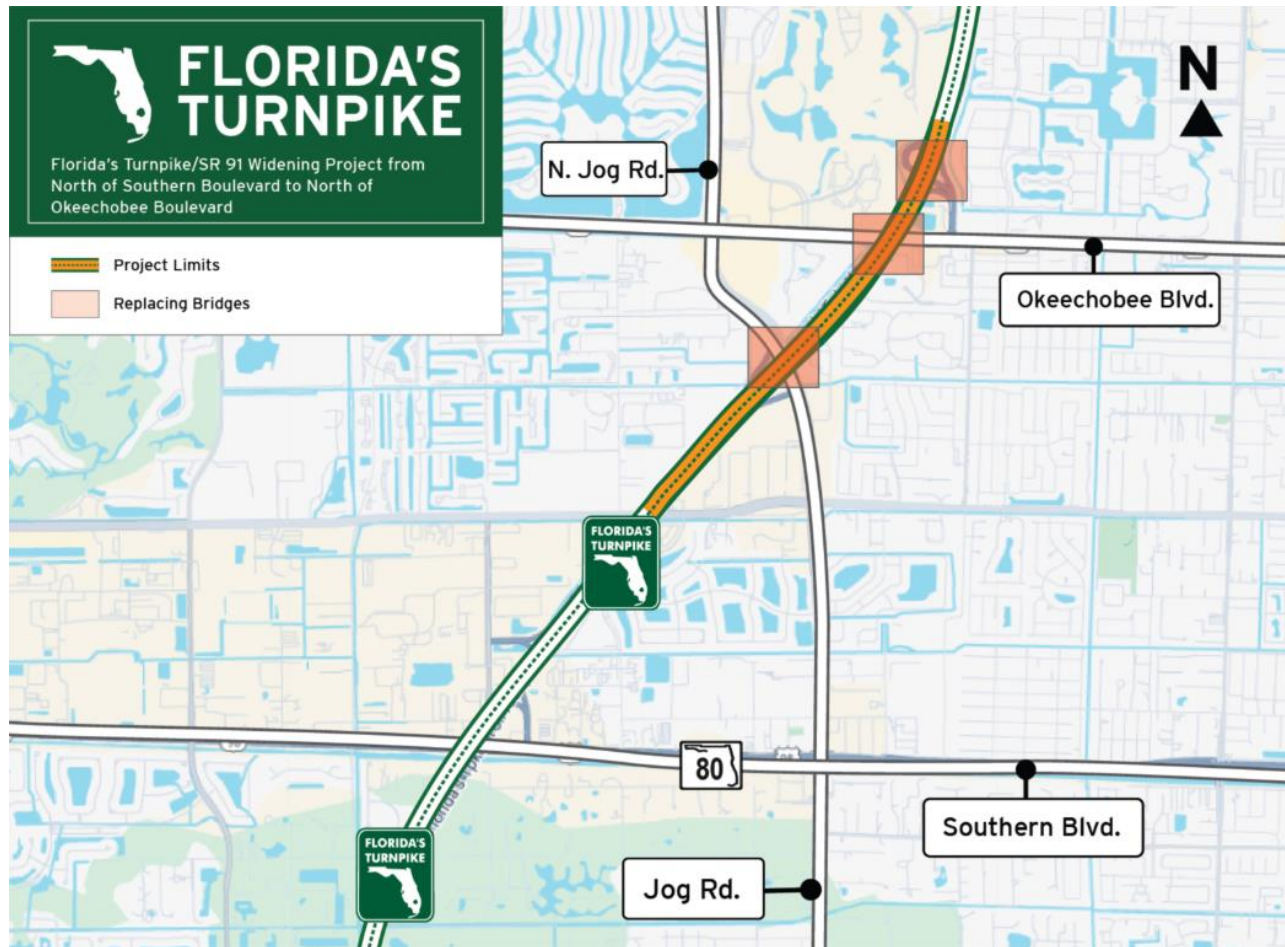 FLORIDA'S
TURNPIKE
Florida's Turnpike/SR 91 Widening Project from
North of Southern Boulevard to North of
Okeechobee Boulevard
Project Limits
Replacing Bridges
N
N. Jog Rd.
Okeechobee Blvd.
FLORIDA'S
TURNPIKE
80
Southern Blvd.
FLORIDA'S
TURNPIKE
Jog Rd.